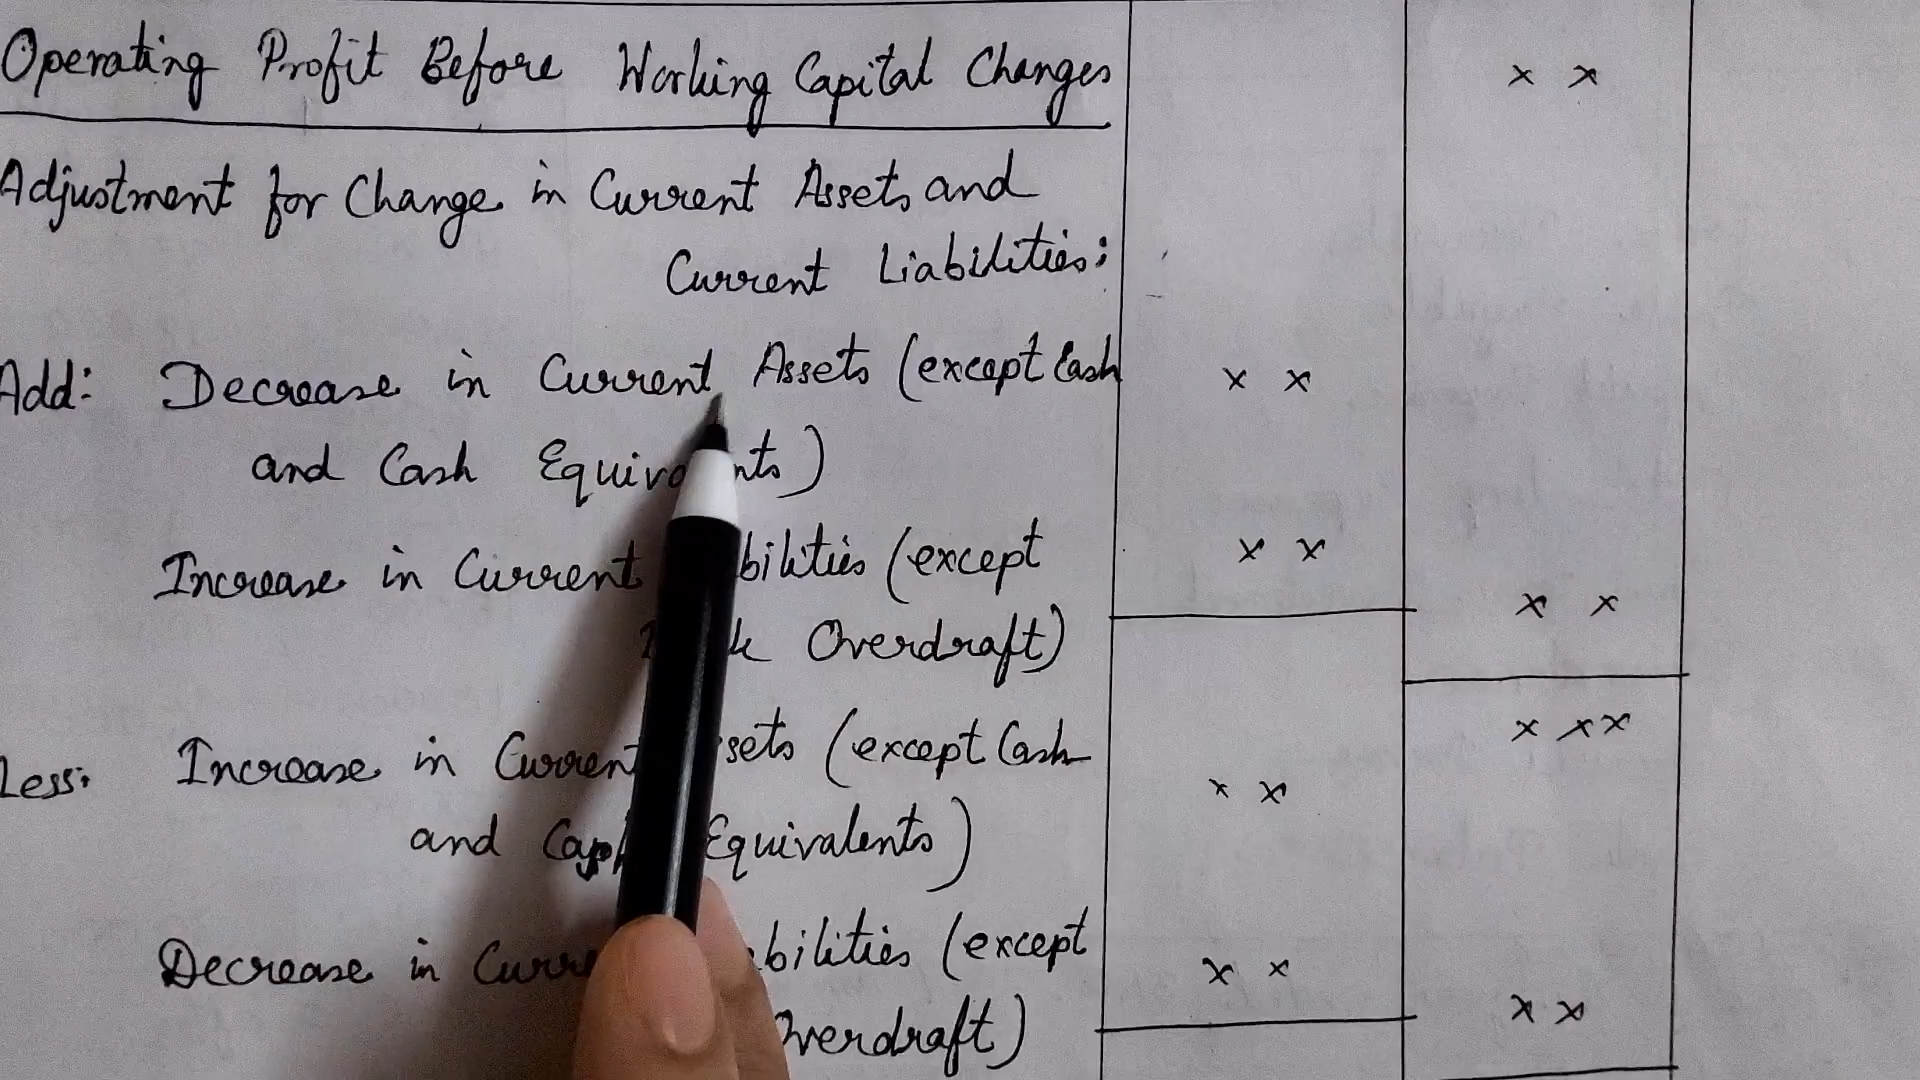 Operating Profit Before Working Capital Changes x x
Adjustment for Change in Current Assets and
Current Liabilities:
Add: Decrease in Current Assets (except Cash x x
and Cash Equivalents)
Increase in Current bilities (except x x
Overdraft) x x
x x x
Less: Increase in Current sets (except Cash x x
and Equivalents)
Decrease in bilities (except x x
Overdraft) x x